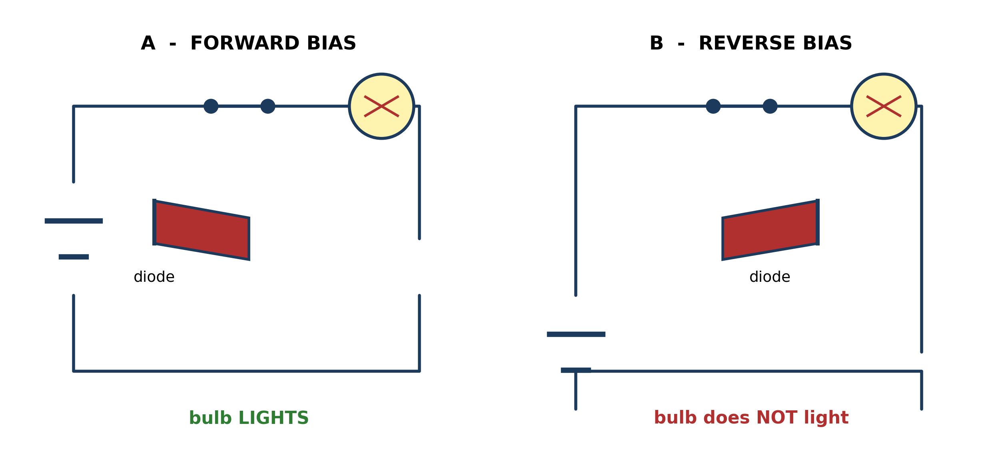 A - FORWARD BIAS
diode
bulb LIGHTS
B - REVERSE BIAS
diode
bulb does NOT light